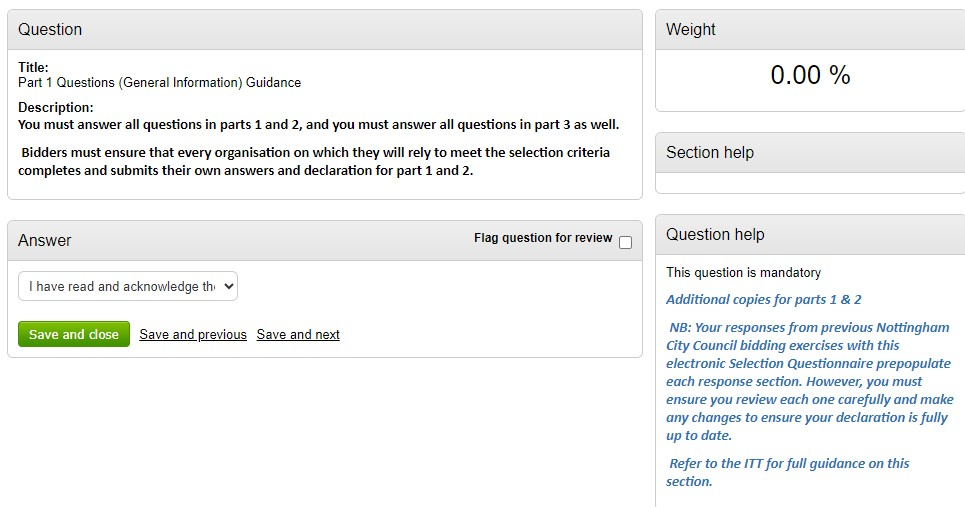 Question
Title:
Part 1 Questions (General Information) Guidance
Description:
You must answer all questions in parts 1 and 2, and you must answer all questions in part 3 as well.
Bidders must ensure that every organisation on which they will rely to meet the selection criteria
completes and submits their own answers and declaration for part 1 and 2.
Answer
Flag question for review
I have read and acknowledge the
Save and close
Save and previous
Save and next
Weight
0.00 %
Section help
Question help
This question is mandatory
Additional copies for parts 1 & 2
NB: Your responses from previous Nottingham
City Council bidding exercises with this
electronic Selection Questionnaire prepopulate
each response section. However, you must
ensure you review each one carefully and make
any changes to ensure your declaration is fully
up to date.
Refer to the ITT for full guidance on this
section.